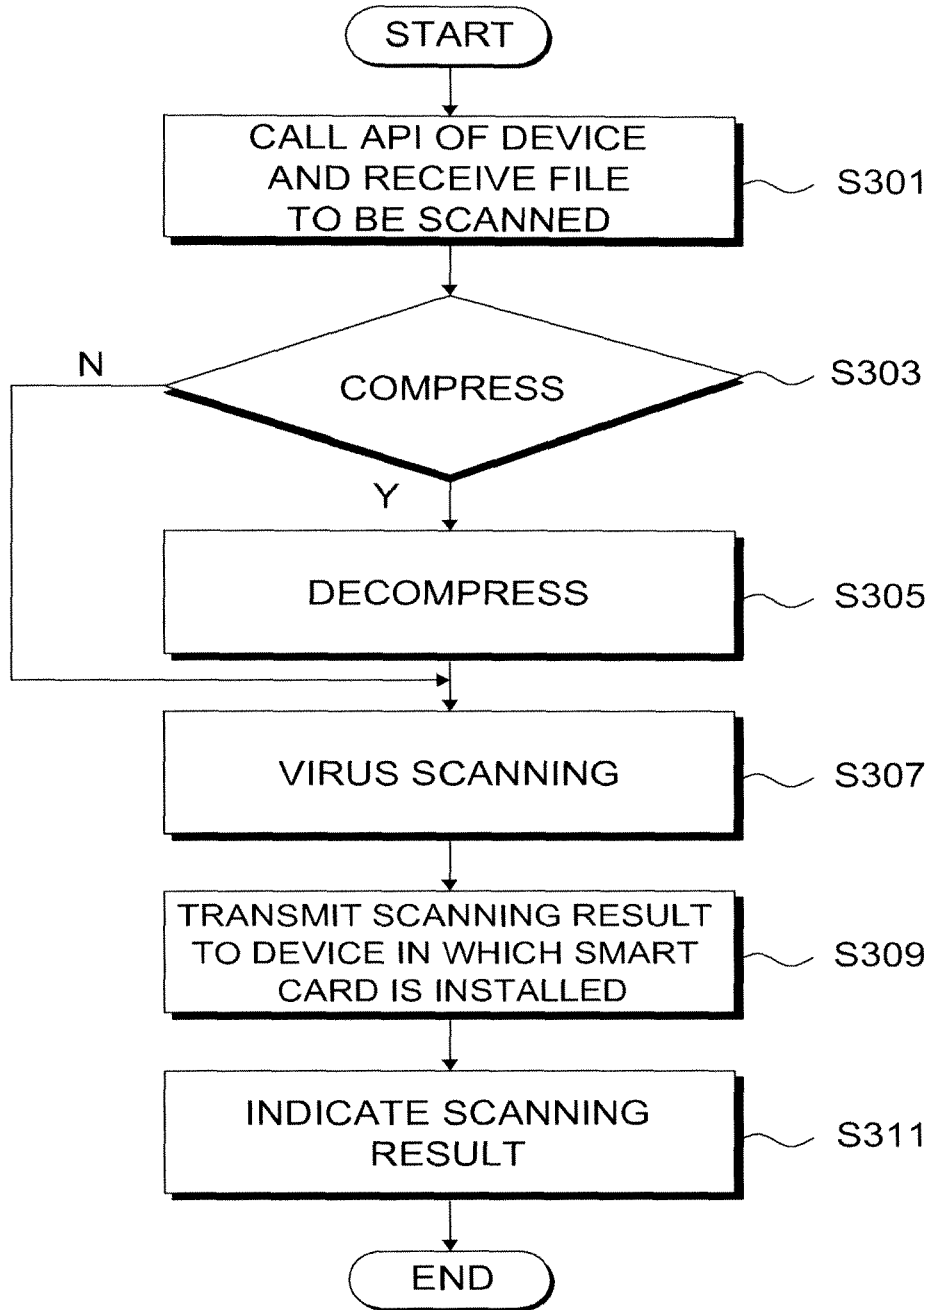 START
CALL API OF DEVICE
AND RECEIVE FILE
TO BE SCANNED
S301
N
COMPRESS
S303
Y
DECOMPRESS
S305
VIRUS SCANNING
S307
TRANSMIT SCANNING RESULT
TO DEVICE IN WHICH SMART
CARD IS INSTALLED
S309
INDICATE SCANNING
RESULT
S311
END